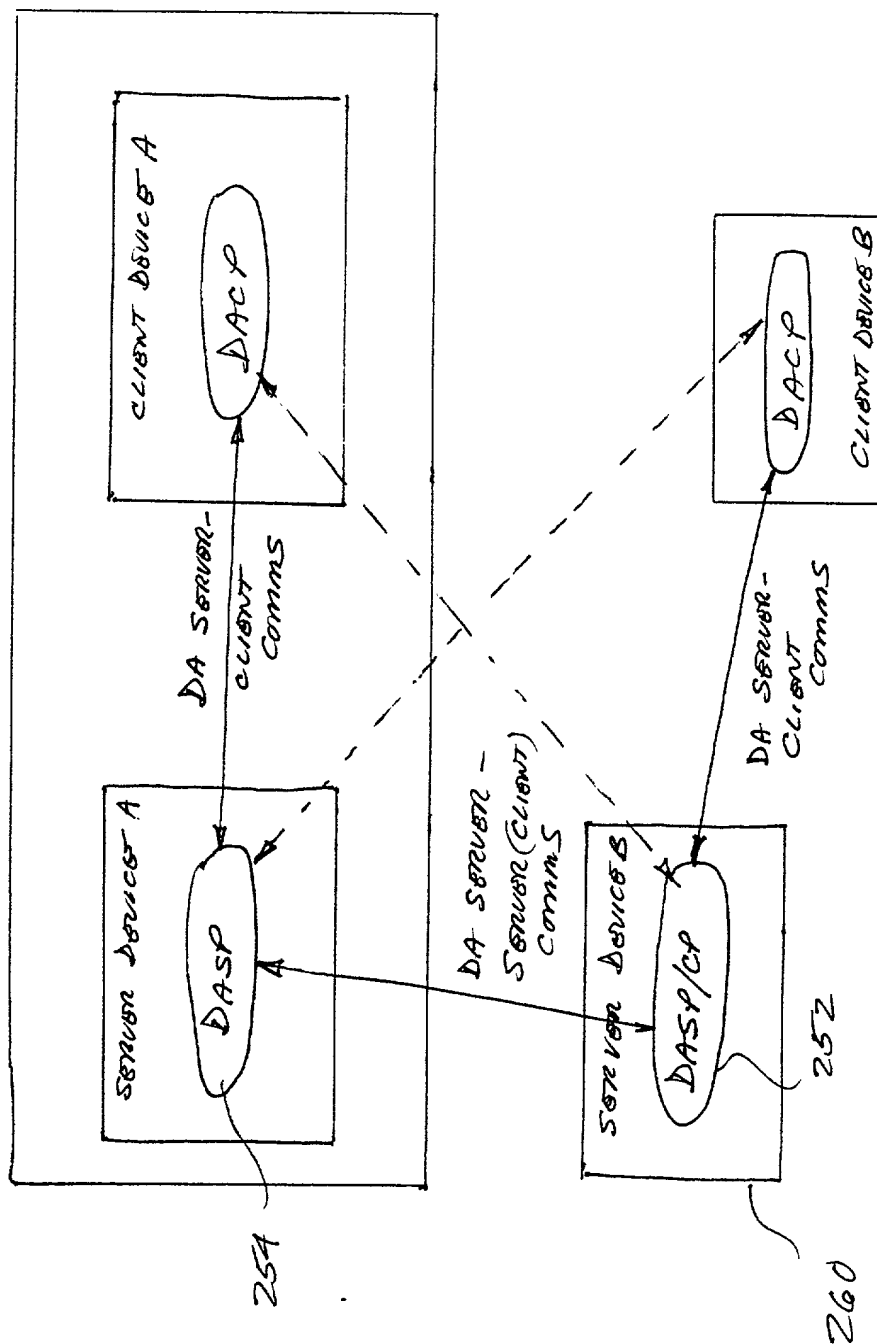 SERVER DEVICE A
DASP
254
DA SERVER-
CLIENT
COMMS
CLIENT DEVICE A
DACP
DA SERVER -
SERVER(CLIENT)
COMMS
SERVER DEVICE B
DASP/CP
252
260
DA SERVER-
CLIENT
COMMS
DACP
CLIENT DEVICE B